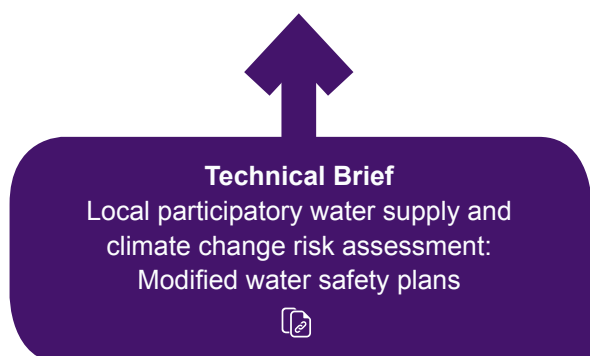 Technical Brief
Local participatory water supply and
climate change risk assessment:
Modified water safety plans